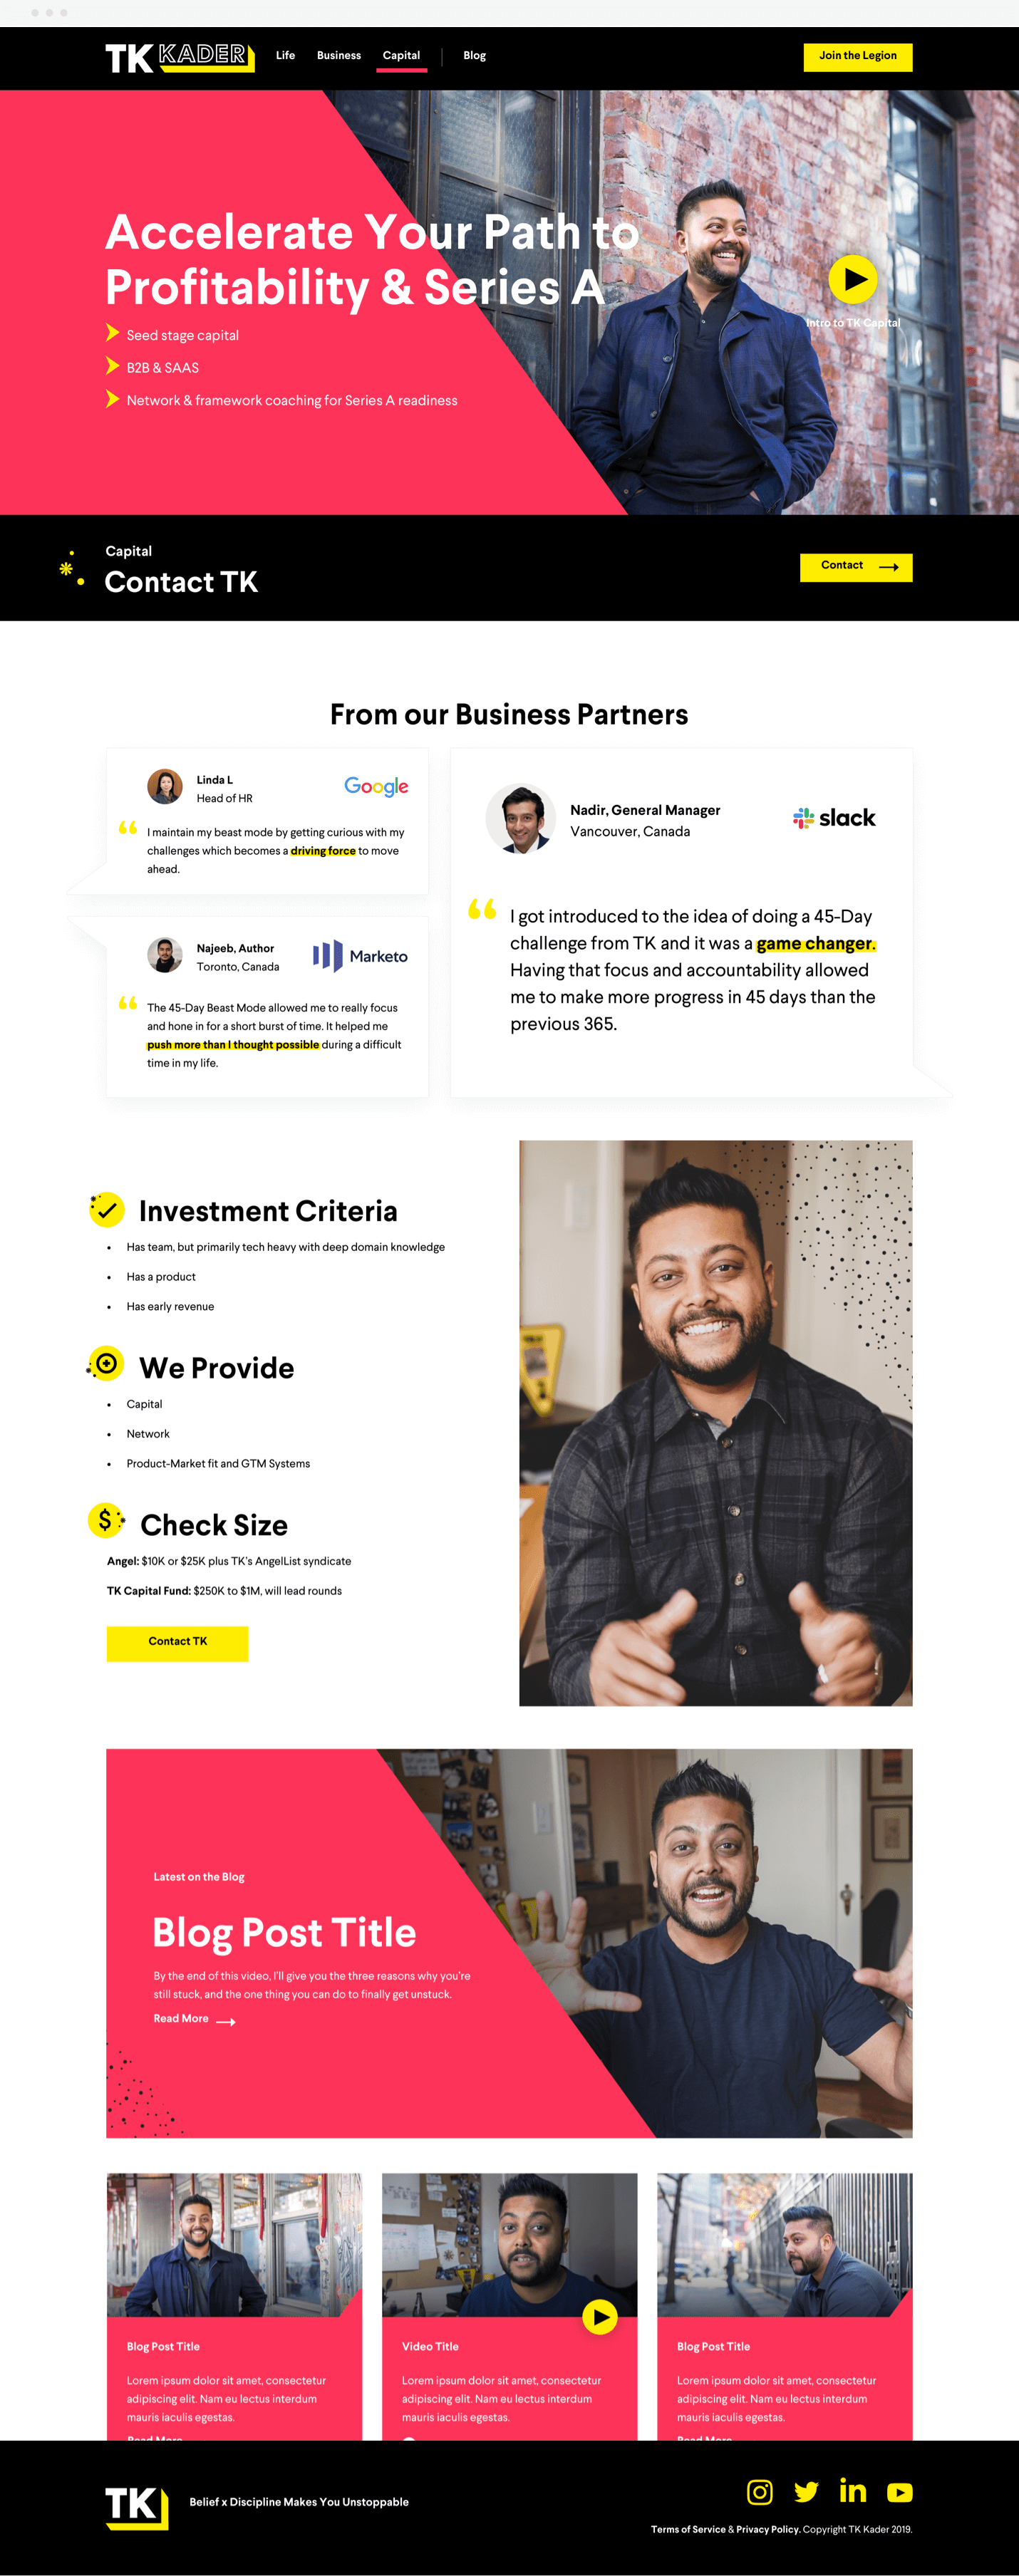 TK KADER
Life Business Capital Blog
Join the Legion
Accelerate Your Path to
Profitability & Series A
Seed stage capital
B2B & SAAS
Network & framework coaching for Series A readiness
Intro to TK Capital
Capital
Contact TK
Contact
From our Business Partners
Linda L
Head of HR
Google
“ I maintain my beast mode by getting curious with my
challenges which becomes a driving force to move
ahead.
Najeeb, Author
Toronto, Canada
Marketo
“ The 45-Day Beast Mode allowed me to really focus
and hone in for a short burst of time. It helped me
push more than I thought possible during a difficult
time in my life.
Nadir, General Manager
Vancouver, Canada
slack
“ I got introduced to the idea of doing a 45-Day
challenge from TK and it was a game changer.
Having that focus and accountability allowed
me to make more progress in 45 days than the
previous 365.
Investment Criteria
• Has team, but primarily tech heavy with deep domain knowledge
• Has a product
• Has early revenue
We Provide
• Capital
• Network
• Product-Market fit and GTM Systems
$ Check Size
Angel: $10K or $25K plus TK's AngelList syndicate
TK Capital Fund: $250K to $1M, will lead rounds
Contact TK
Latest on the Blog
Blog Post Title
By the end of this video, I'll give you the three reasons why you're
still stuck, and the one thing you can do to finally get unstuck.
Read More
Blog Post Title
Lorem ipsum dolor sit amet, consectetur
adipiscing elit. Nam eu lectus interdum
mauris iaculis egestas.
Read More
Video Title
Lorem ipsum dolor sit amet, consectetur
adipiscing elit. Nam eu lectus interdum
mauris iaculis egestas.
Blog Post Title
Lorem ipsum dolor sit amet, consectetur
adipiscing elit. Nam eu lectus interdum
mauris iaculis egestas.
Read More
TK
Belief x Discipline Makes You Unstoppable
in
Terms of Service & Privacy Policy. Copyright TK Kader 2019.